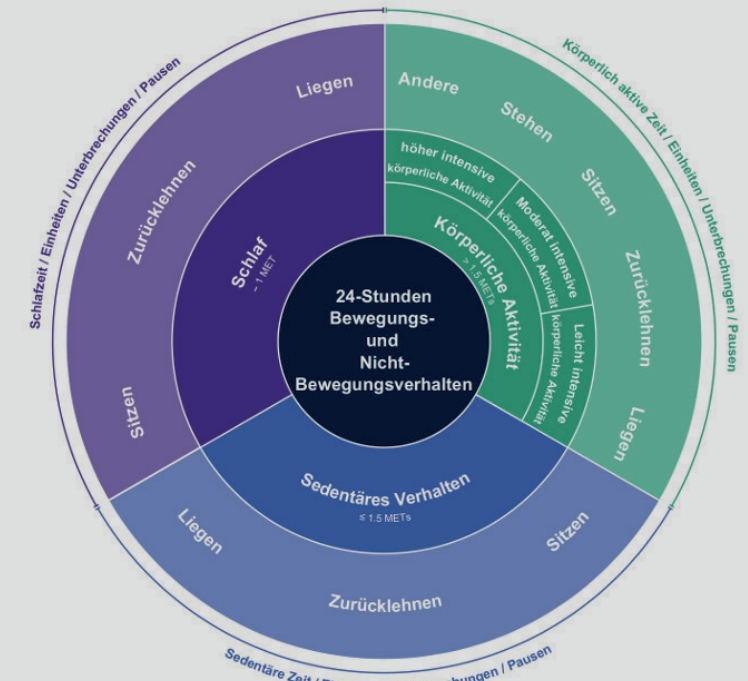 24-Stunden
Bewegungs-
und
Nicht-
Bewegungsverhalten
Körperliche Aktivität
> 1.5 METs
höher intensive
körperliche Aktivität
Moderat intensive
körperliche Aktivität
Leicht intensive
körperliche Aktivität
Andere
Stehen
Sitzen
Zurücklehnen
Liegen
Körperlich aktive Zeit / Einheiten / Unterbrechungen / Pausen
Sedentäres Verhalten
≤ 1.5 METs
Sitzen
Zurücklehnen
Liegen
Sedentäre Zeit /
/ Pausen
Schlaf
~ 1 MET
Sitzen
Zurücklehnen
Liegen
Schlafzeit / Einheiten / Unterbrechungen / Pausen